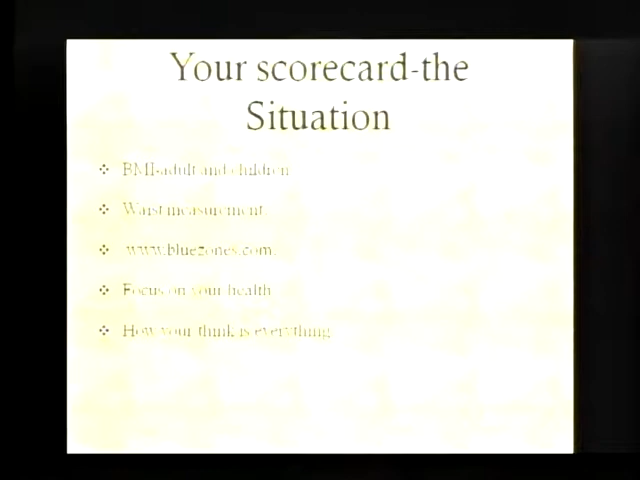 Your scorecard-the
Situation
BMI-adult and children
Waist measurement.
www.bluezones.com.
Focus on your health
How your think is everything